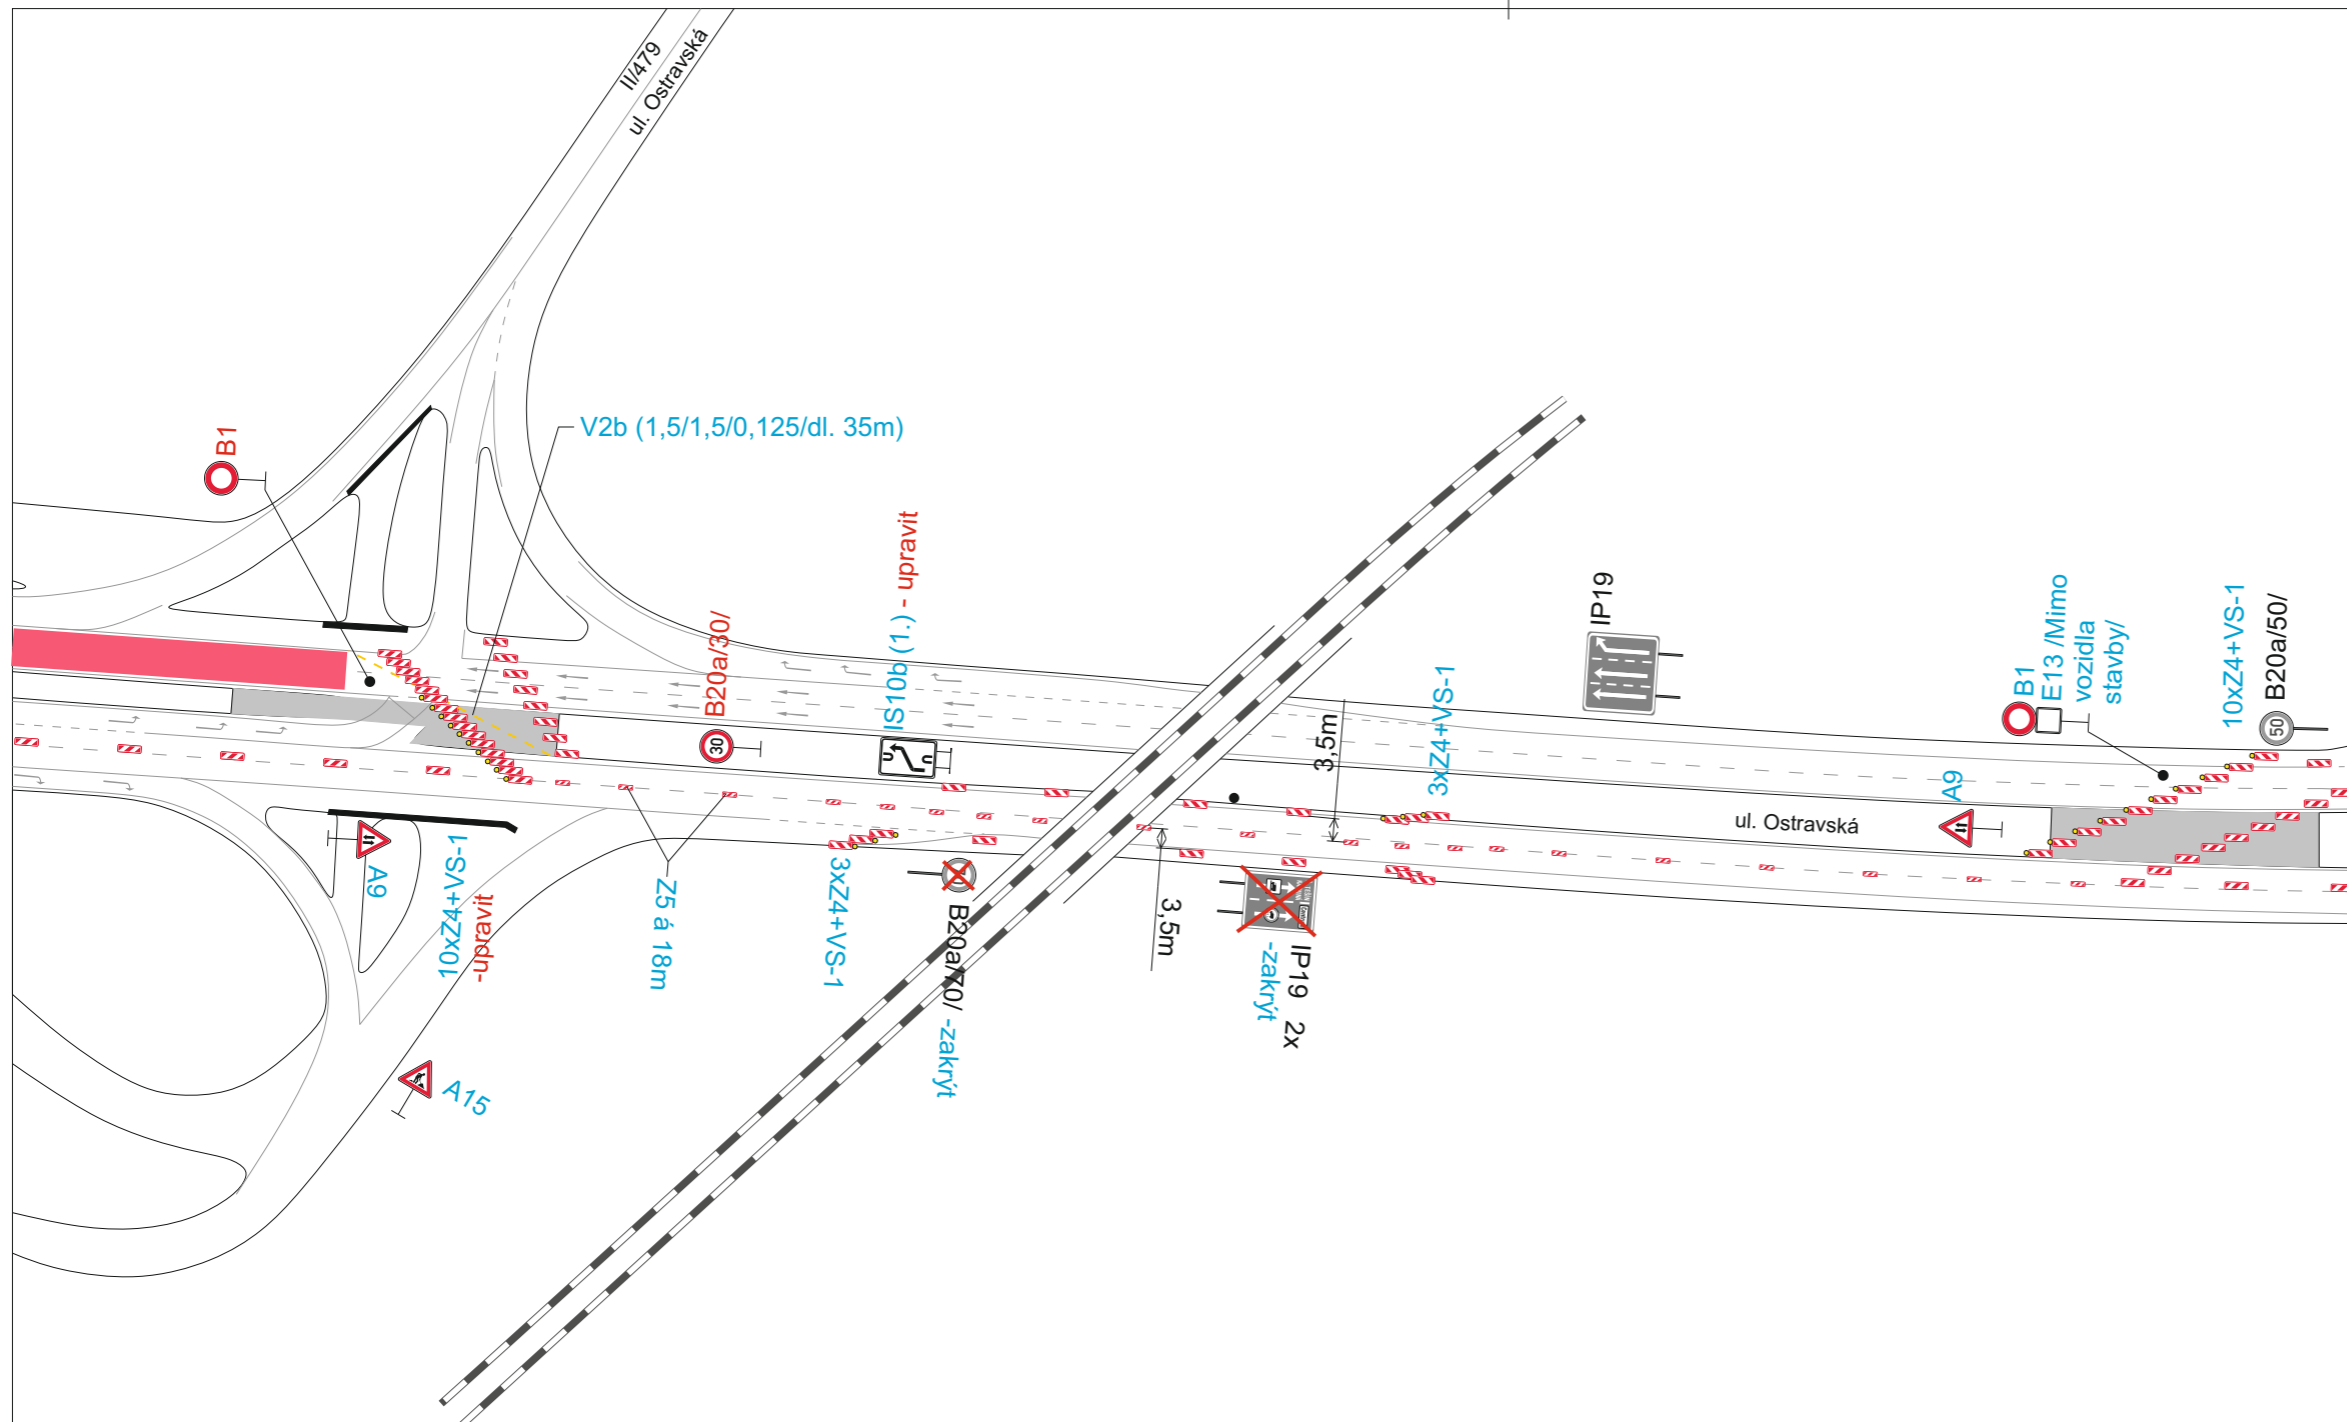 II/479
ul. Ostravská
V2b (1,5/1,5/0,125/dl. 35m)
B1
B20a/30/
30
IS10b (1.) - upravit
IP19
3,5m
3xZ4+VS-1
B1
E13 /Mimo
vozidla
stavby/
10xZ4+VS-1
B20a/50/
50
A9
ul. Ostravská
A9
10xZ4+VS-1
-upravit
Z5 á 18m
3xZ4+VS-1
B20a/70/ -zakrýt
3,5m
IP19 2x
-zakrýt
A15